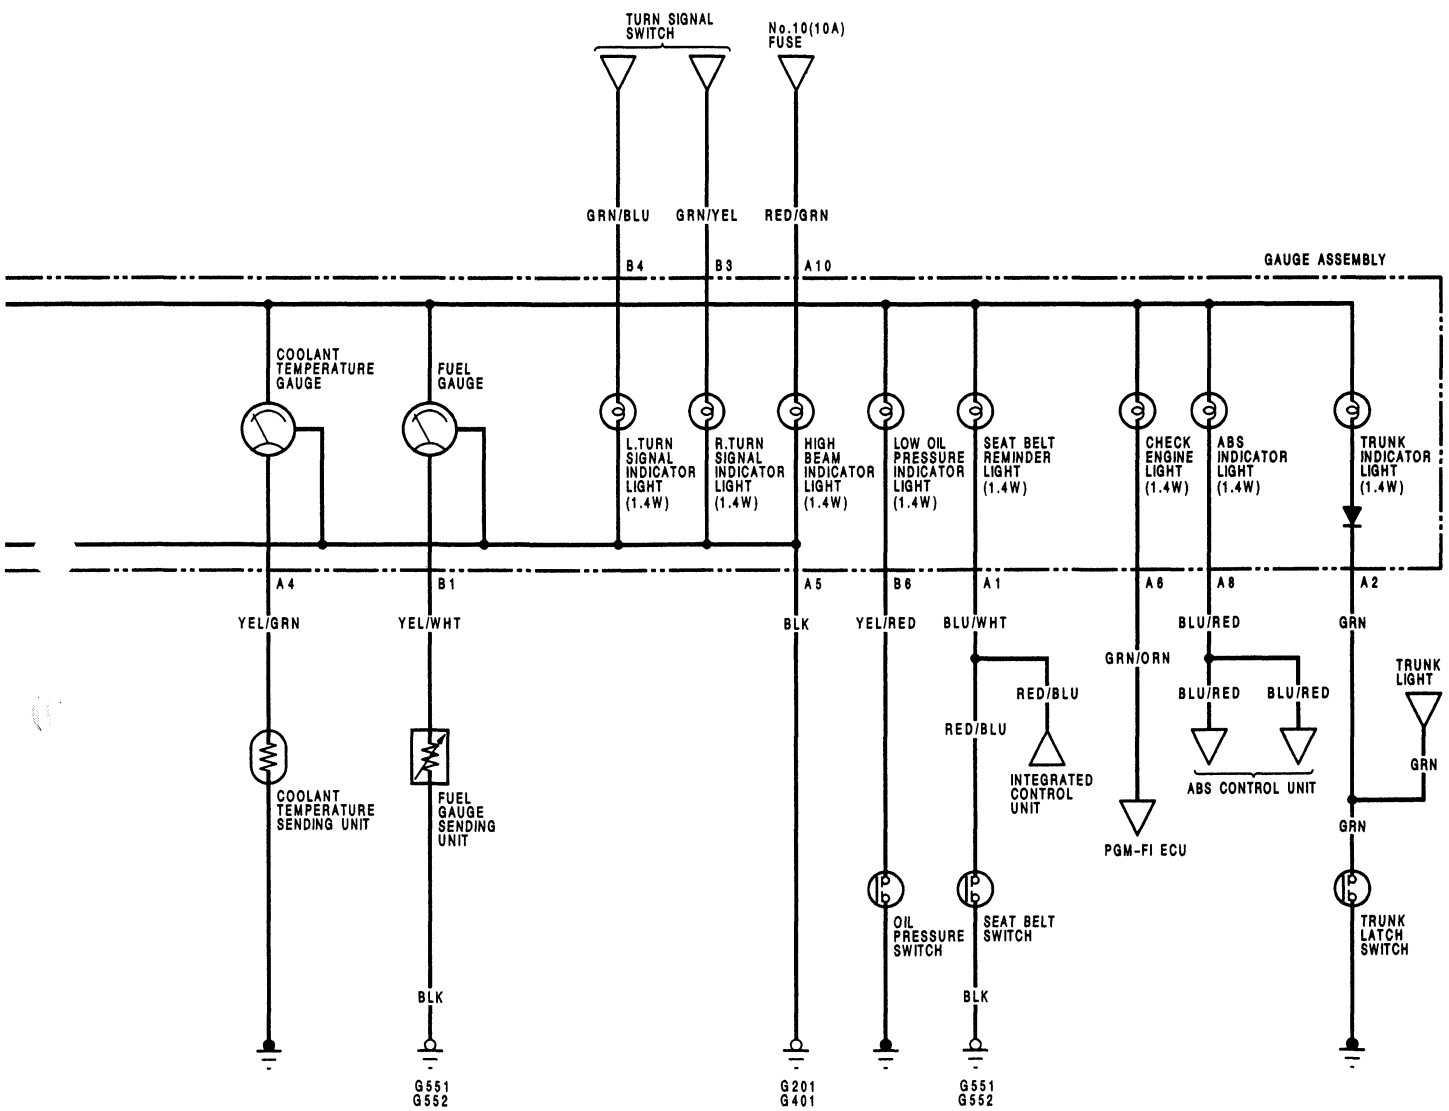 TURN SIGNAL
SWITCH
No.10(10A)
FUSE
GRN/BLU
GRN/YEL
RED/GRN
B4
B3
A10
GAUGE ASSEMBLY
COOLANT
TEMPERATURE
GAUGE
FUEL
GAUGE
L.TURN
SIGNAL
INDICATOR
LIGHT
(1.4W)
R.TURN
SIGNAL
INDICATOR
LIGHT
(1.4W)
HIGH
BEAM
INDICATOR
LIGHT
(1.4W)
LOW OIL
PRESSURE
INDICATOR
LIGHT
(1.4W)
SEAT BELT
REMINDER
LIGHT
(1.4W)
CHECK
ENGINE
LIGHT
(1.4W)
ABS
INDICATOR
LIGHT
(1.4W)
TRUNK
INDICATOR
LIGHT
(1.4W)
A4
B1
A5
B6
A1
A6
A8
A2
YEL/GRN
YEL/WHT
BLK
YEL/RED
BLU/WHT
GRN/ORN
BLU/RED
GRN
TRUNK
LIGHT
RED/BLU
RED/BLU
BLU/RED
BLU/RED
GRN
INTEGRATED
CONTROL
UNIT
ABS CONTROL UNIT
COOLANT
TEMPERATURE
SENDING UNIT
FUEL
GAUGE
SENDING
UNIT
GRN
PGM-FI ECU
OIL
PRESSURE
SWITCH
SEAT BELT
SWITCH
TRUNK
LATCH
SWITCH
BLK
BLK
G551
G552
G201
G401
G551
G552